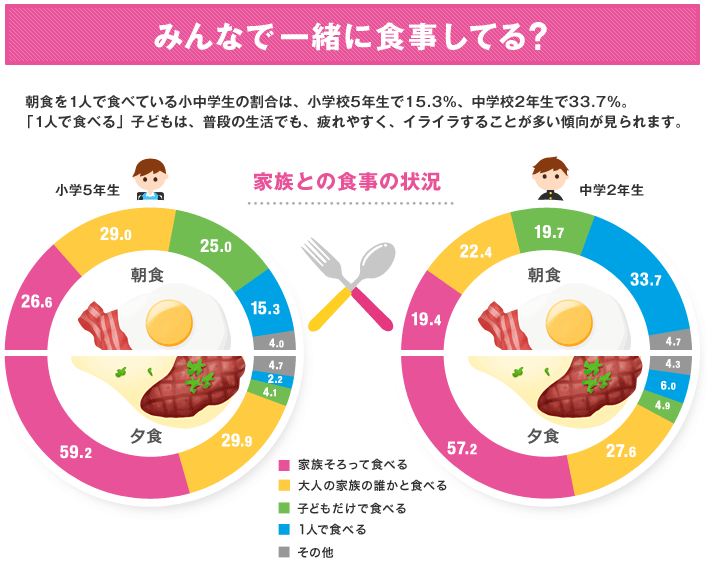 みんなで一緒に食事してる?
朝食を1人で食べている小中学生の割合は、小学校5年生で15.3%、中学校2年生で33.7%。
「1人で食べる」子どもは、普段の生活でも、疲れやすく、イライラすることが多い傾向が見られます。
小学5年生
家族との食事の状況
中学2年生
29.0
25.0
26.6
15.3
4.0
朝食
22.4
19.7
33.7
19.4
4.7
朝食
4.7
2.2
4.1
29.9
59.2
夕食
4.3
6.0
4.9
27.6
57.2
夕食
家族そろって食べる
大人の家族の誰かと食べる
子どもだけで食べる
1人で食べる
その他